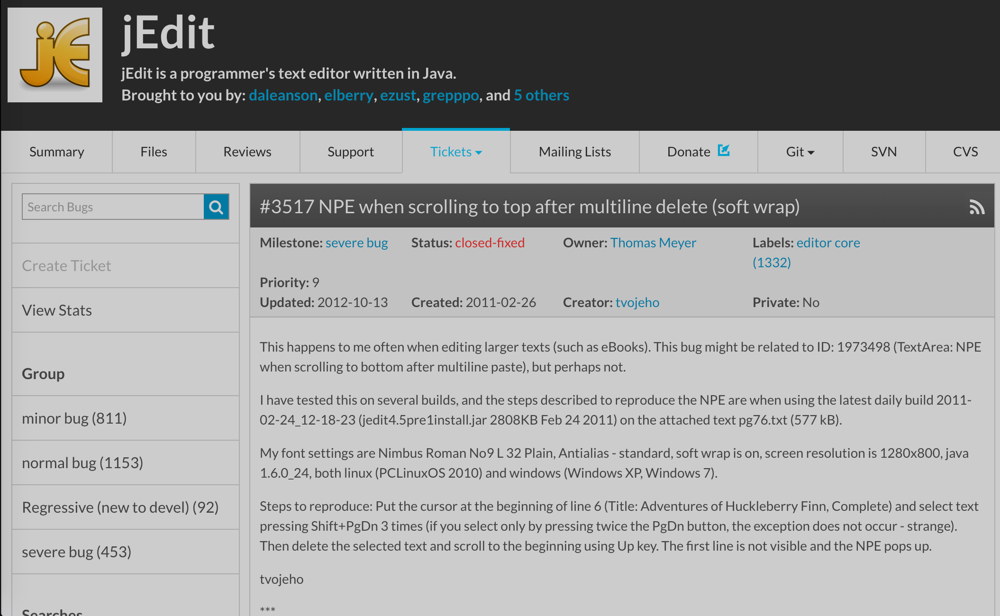 jE
jEdit
jEdit is a programmer's text editor written in Java.
Brought to you by: daleanson, elberry, ezust, grepppo, and 5 others
Summary
Files
Reviews
Support
Tickets
Mailing Lists
Donate
Git
SVN
CVS
Search Bugs
Create Ticket
View Stats
Group
minor bug (811)
normal bug (1153)
Regressive (new to devel) (92)
severe bug (453)
Searches
#3517 NPE when scrolling to top after multiline delete (soft wrap)
Milestone: severe bug
Status: closed-fixed
Owner: Thomas Meyer
Labels: editor core
(1332)
Priority: 9
Updated: 2012-10-13
Created: 2011-02-26
Creator: tvojeho
Private: No
This happens to me often when editing larger texts (such as eBooks). This bug might be related to ID: 1973498 (TextArea: NPE
when scrolling to bottom after multiline paste), but perhaps not.
I have tested this on several builds, and the steps described to reproduce the NPE are when using the latest daily build 2011-
02-24_12-18-23 (jedit4.5pre1install.jar 2808KB Feb 24 2011) on the attached text pg76.txt (577 kB).
My font settings are Nimbus Roman No9 L 32 Plain, Antialias - standard, soft wrap is on, screen resolution is 1280x800, java
1.6.0_24, both linux (PCLinuxOS 2010) and windows (Windows XP, Windows 7).
Steps to reproduce: Put the cursor at the beginning of line 6 (Title: Adventures of Huckleberry Finn, Complete) and select text
pressing Shift+PgDn 3 times (if you select only by pressing twice the PgDn button, the exception does not occur - strange).
Then delete the selected text and scroll to the beginning using Up key. The first line is not visible and the NPE pops up.
tvojeho
***